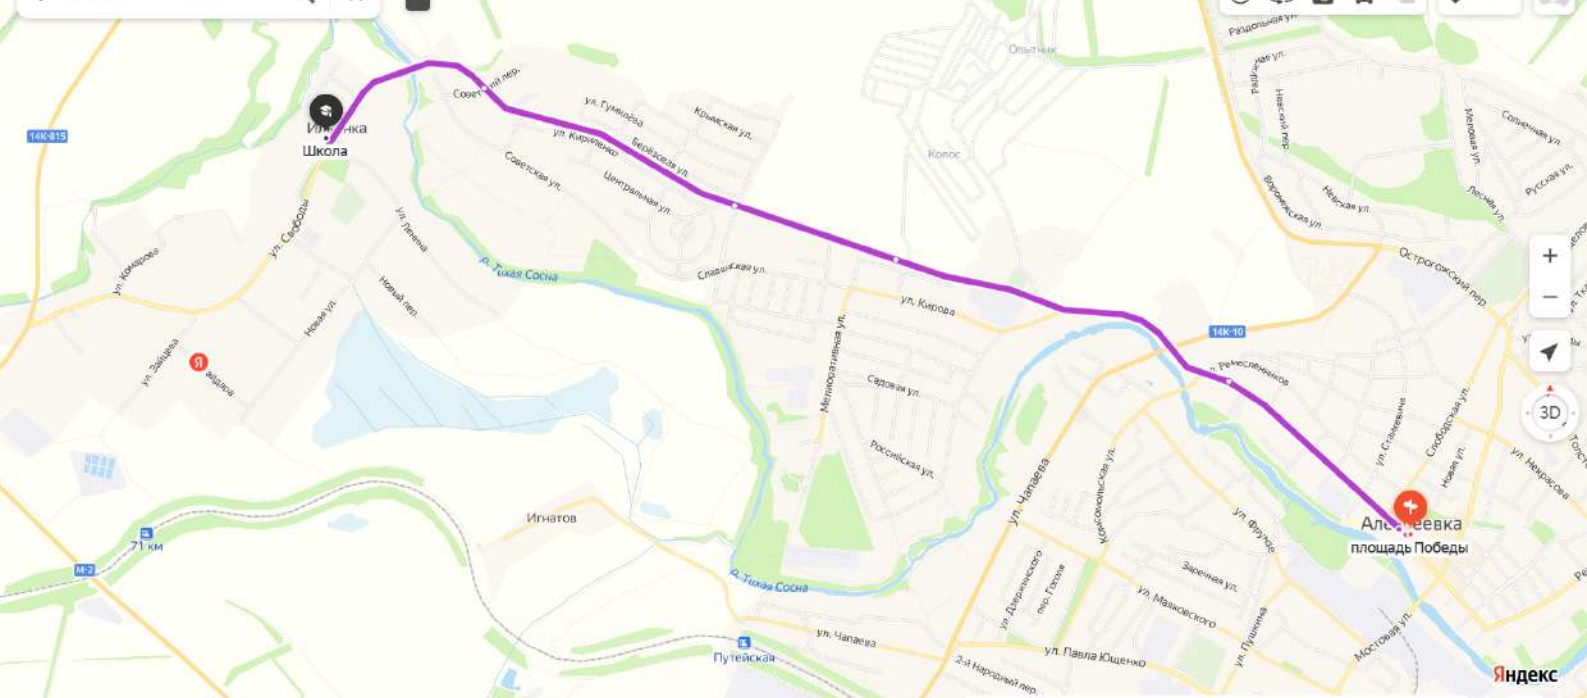 Раздольная ул.
Опытник
Советский пер.
ул. Гумилёва
Крымская ул.
Невский пер.
Меловая ул.
Солнечная ул.
14К-815
Школа
ул. Кириленко
Берёзовая ул.
Колос
Советская ул.
Центральная ул.
Воронежская ул.
Невская ул.
Лесная ул.
Русская ул.
ул. Свободы
ул. Ленина
ул. Комарова
р. Тихая Сосна
Славянская ул.
Острогожский пер.
Новый пер.
Новая ул.
ул. Кирова
14К-10
ул. Зайцева
Я
Мелиоративная ул.
Садовая ул.
ул. Ремесленников
3D
ул. Станкевича
Слободская ул.
Новая ул.
ул. Некрасова
Российская ул.
ул. Чапаева
Комсомольская ул.
Игнатов
ул. Фрунзе
площадь Победы
71 км
М-2
р. Тихая Сосна
ул. Дзержинского
пер. Гоголя
Заречная ул.
ул. Маяковского
ул. Пушкина
Мостовая ул.
ул. Чапаева
Путейская
ул. Павла Ющенко
2-й Народный пер.
Яндекс